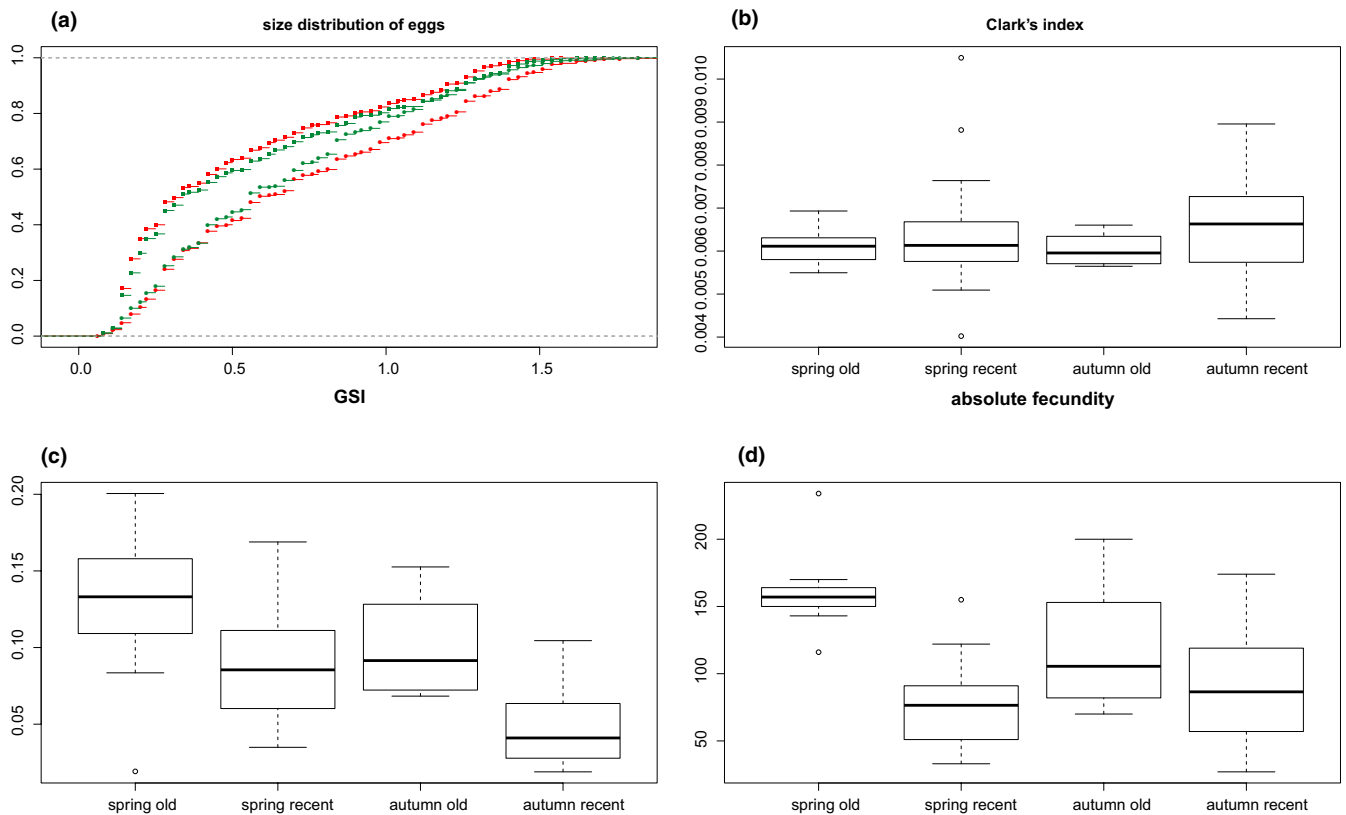 (a)
size distribution of eggs
1.0
0.8
0.6
0.4
0.2
0.0
0.0 0.5 1.0 1.5
(b)
Clark's index
0.010
0.009
0.008
0.007
0.006
0.005
0.004
spring old spring recent autumn old autumn recent
(c)
GSI
0.20
0.15
0.10
0.05
spring old spring recent autumn old autumn recent
(d)
absolute fecundity
200
150
100
50
spring old spring recent autumn old autumn recent